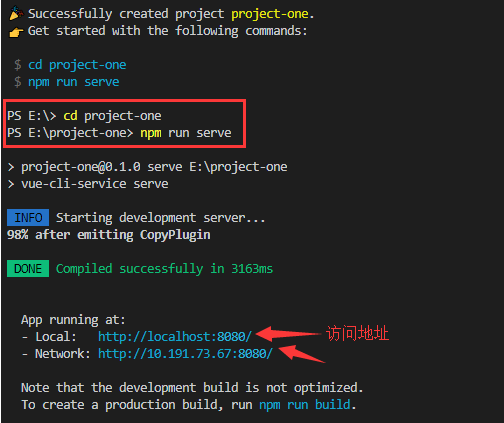 Successfully created project project-one.
Get started with the following commands:
$ cd project-one
$ npm run serve
PS E:\> cd project-one
PS E:\project-one> npm run serve
> project-one@0.1.0 serve E:\project-one
> vue-cli-service serve
INFO Starting development server...
98% after emitting CopyPlugin
DONE Compiled successfully in 3163ms
App running at:
- Local: http://localhost:8080/ 访问地址
- Network: http://10.191.73.67:8080/
Note that the development build is not optimized.
To create a production build, run npm run build.